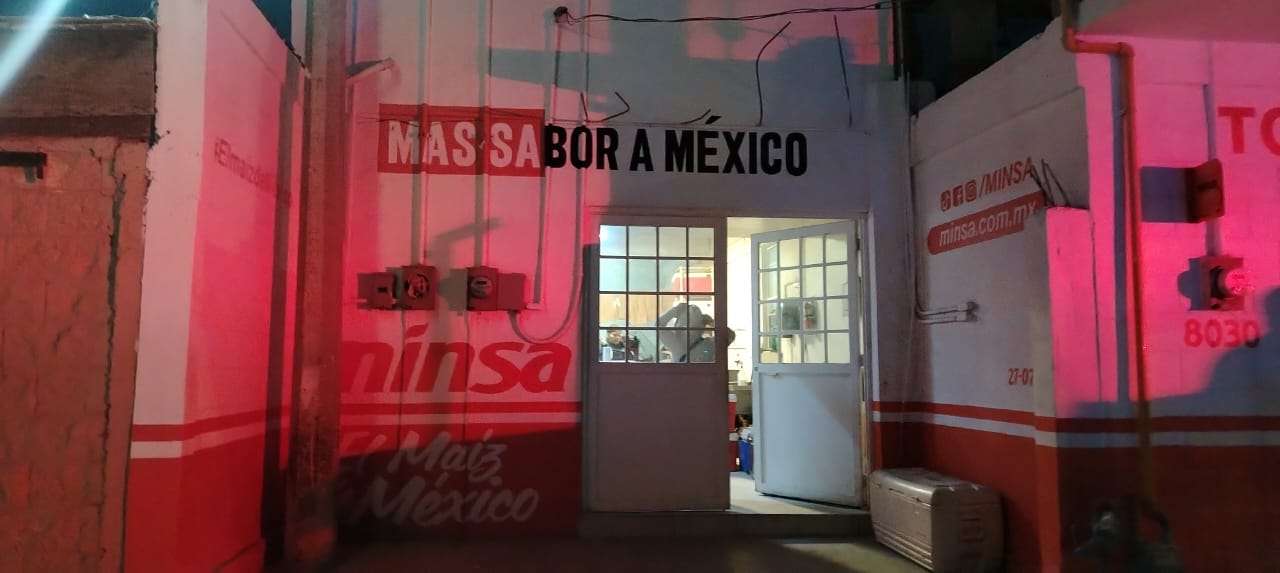 MAS SABOR A MÉXICO
/MINSA
minsa.com.mx
TO
8030
minsa
27-07
El Maíz
México